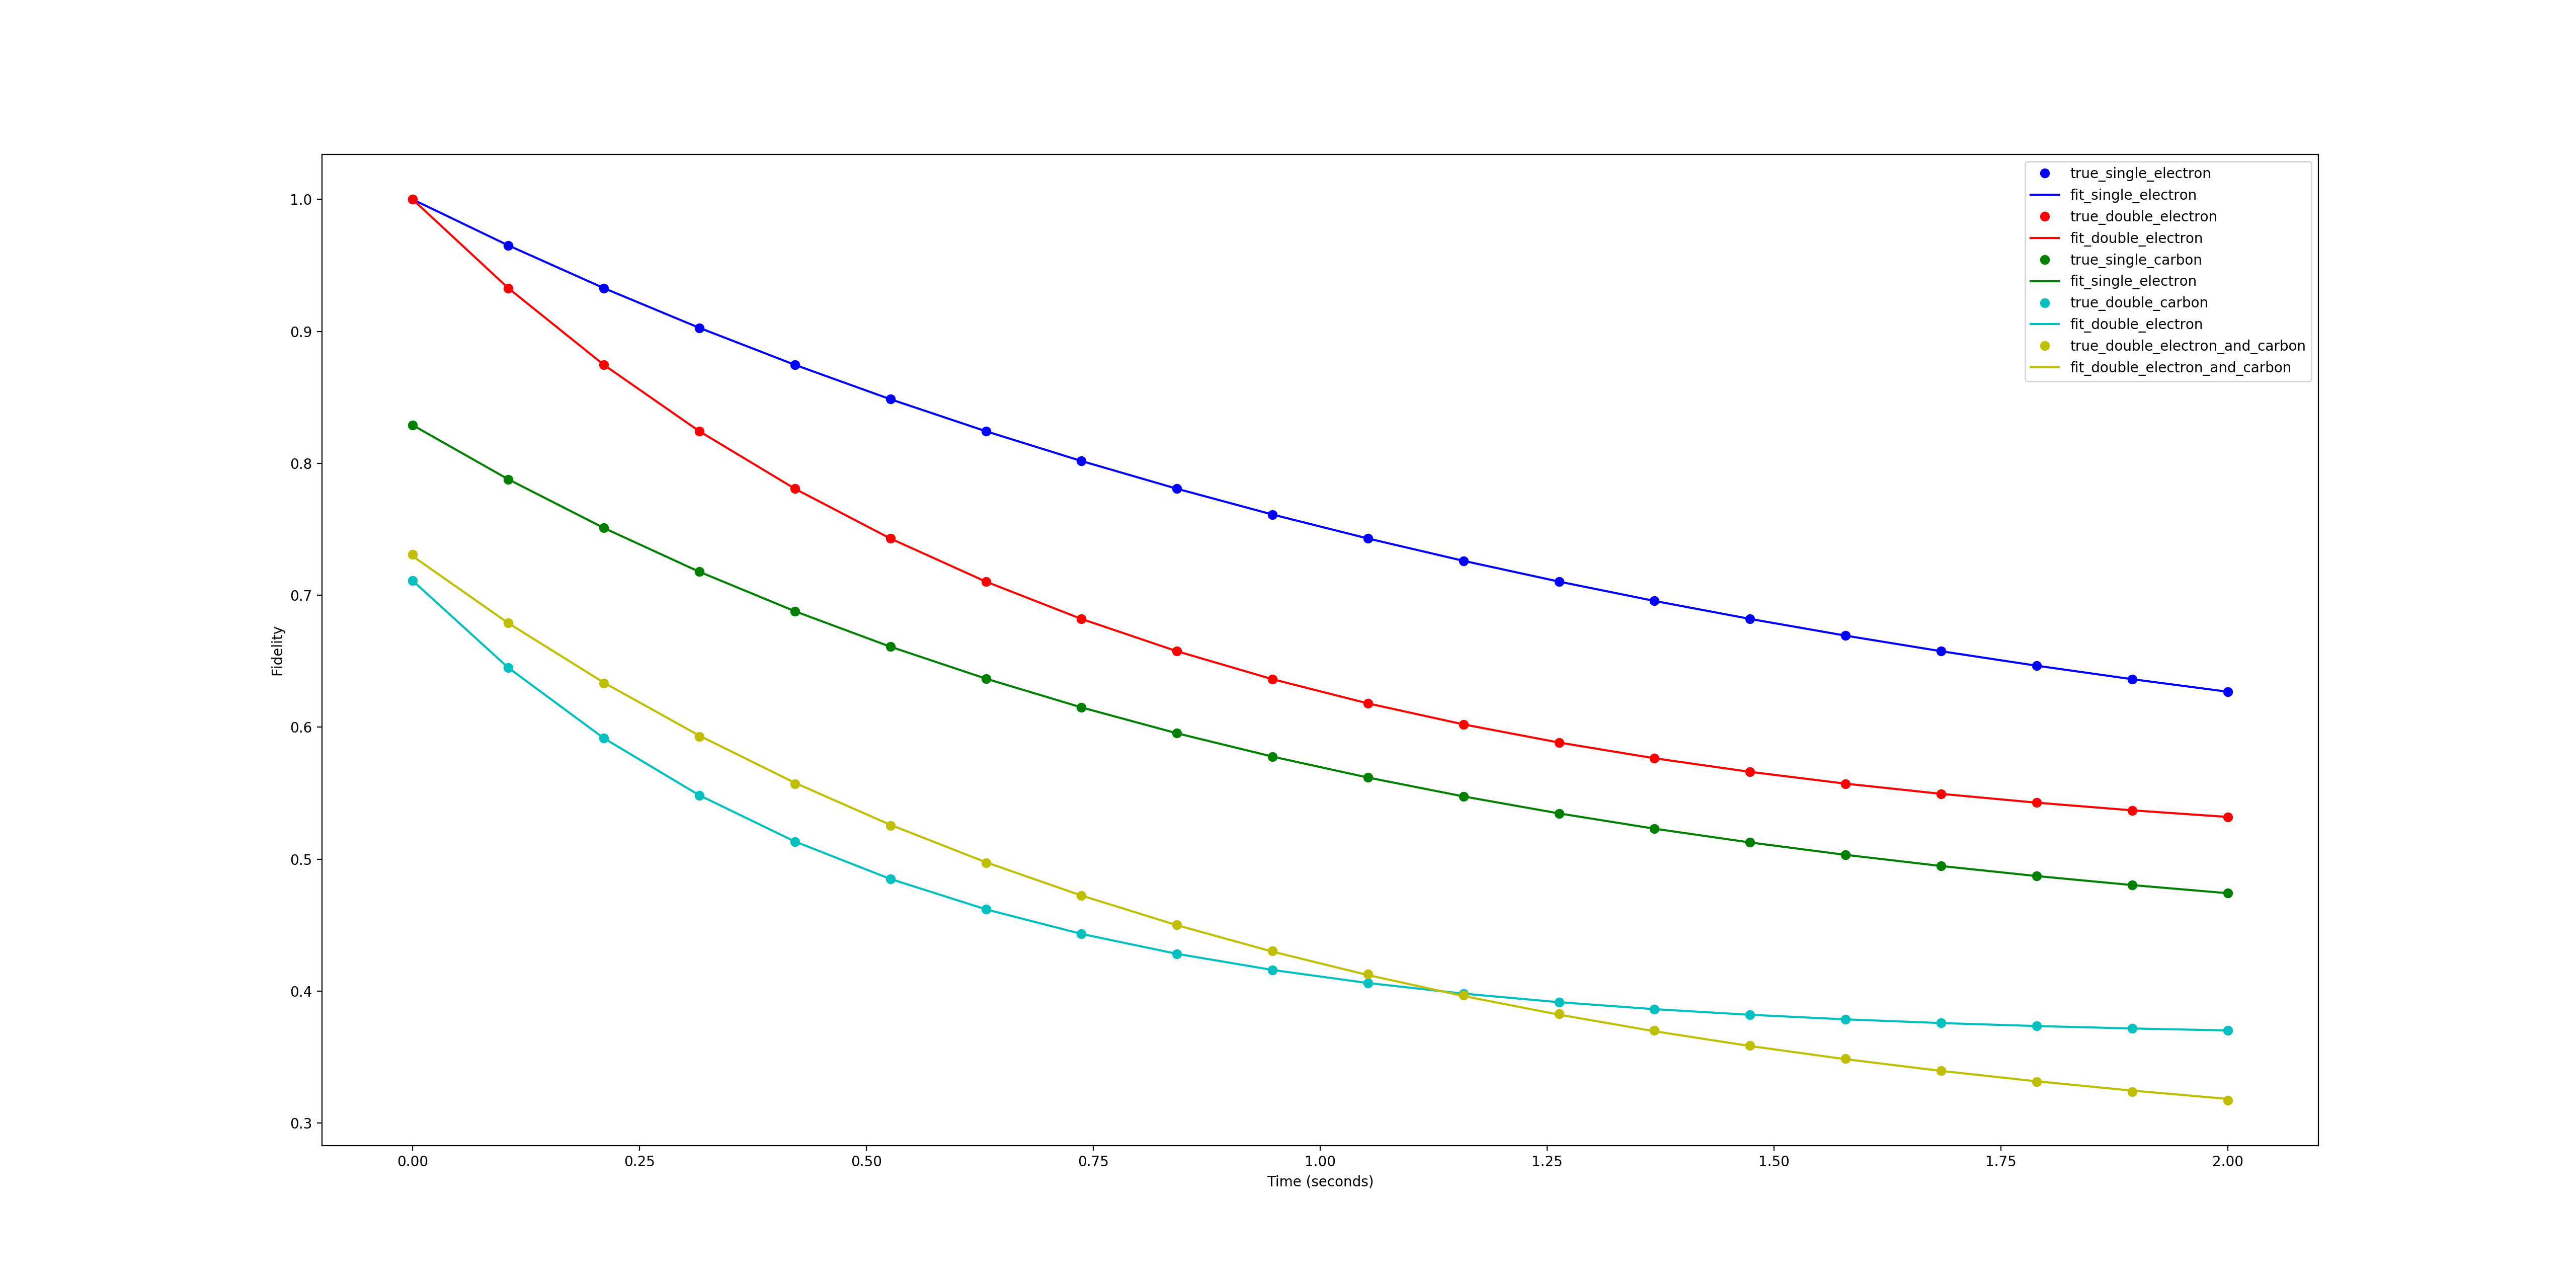 true_single_electron
fit_single_electron
true_double_electron
fit_double_electron
true_single_carbon
fit_single_electron
true_double_carbon
fit_double_electron
true_double_electron_and_carbon
fit_double_electron_and_carbon
1.0
0.9
0.8
0.7
0.6
0.5
0.4
0.3
Fidelity
0.00 0.25 0.50 0.75 1.00 1.25 1.50 1.75 2.00
Time (seconds)